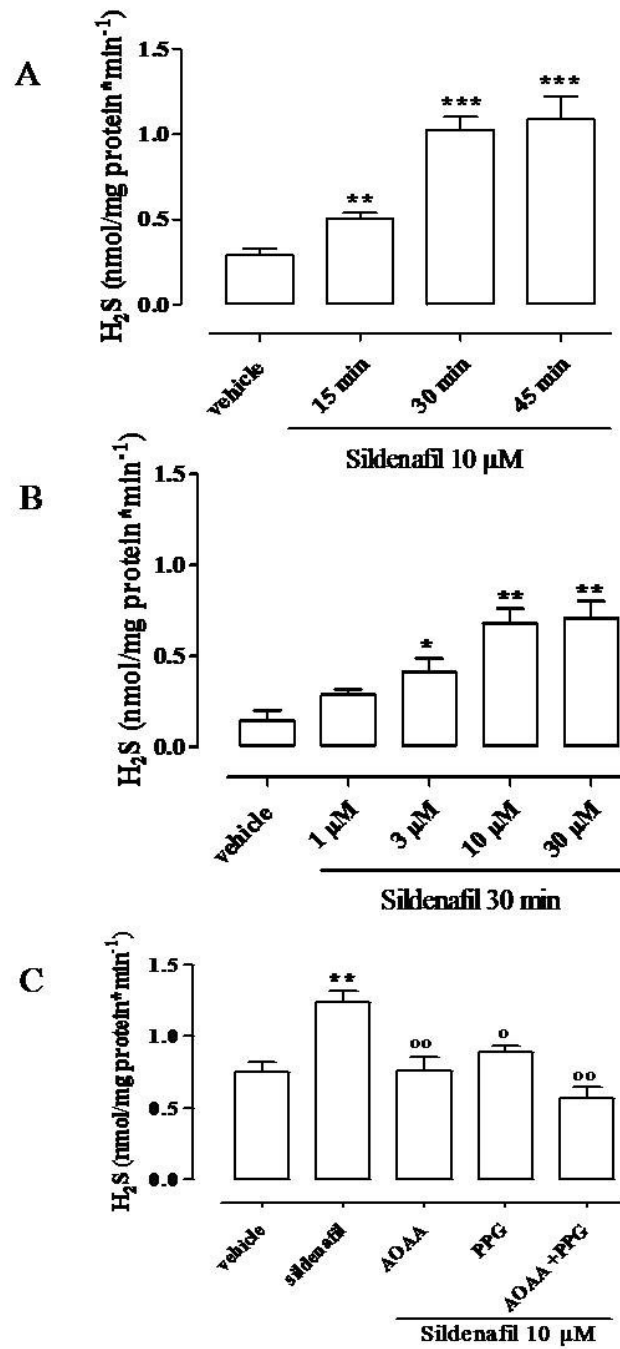 A
H₂S (nmol/mg protein*min⁻¹)
1.5
1.0
0.5
0.0
**
***
***
vehicle
15 min
30 min
45 min
Sildenafil 10 µM
B
H₂S (nmol/mg protein*min⁻¹)
1.5
1.0
0.5
0.0
*
**
**
vehicle
1 µM
3 µM
10 µM
30 µM
Sildenafil 30 min
C
H₂S (nmol/mg protein*min⁻¹)
1.5
1.0
0.5
0.0
**
oo
o
oo
vehicle
sildenafil
AOAA
PPG
AOAA +PPG
Sildenafil 10 µM